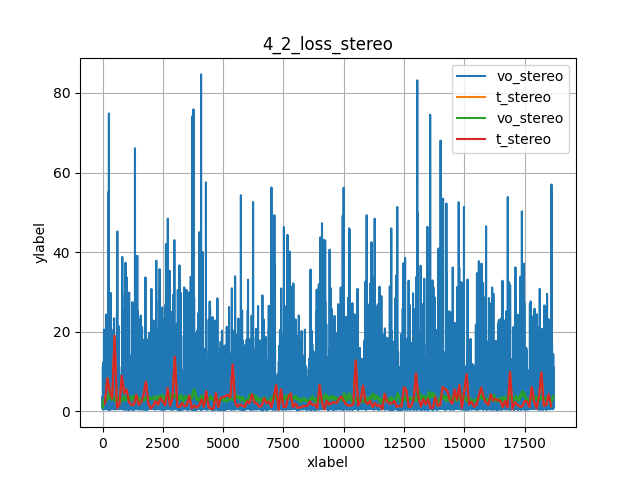 4_2_loss_stereo
vo_stereo
t_stereo
vo_stereo
t_stereo
80
60
40
20
0
ylabel
0
2500
5000
7500
10000
12500
15000
17500
xlabel